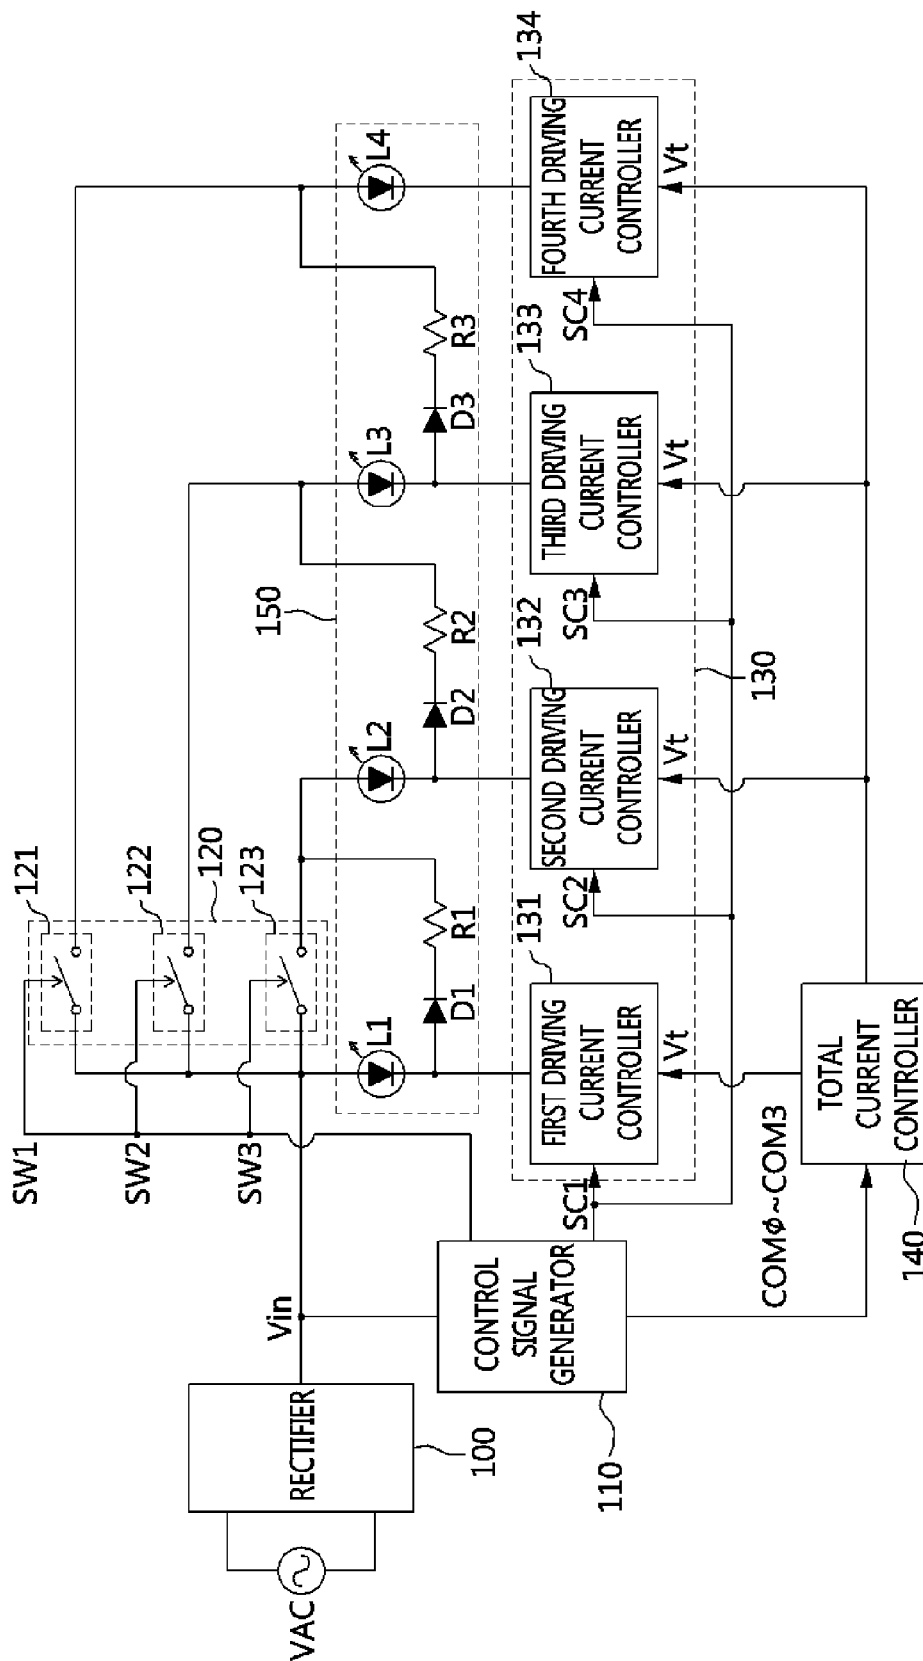 VAC
RECTIFIER
100
Vin
CONTROL
SIGNAL
GENERATOR
110
SW1
SW2
SW3
121
122
120
123
150
L1
D1
R1
L2
D2
R2
L3
D3
R3
L4
SC1
FIRST DRIVING
CURRENT
CONTROLLER
131
Vt
SC2
SECOND DRIVING
CURRENT
CONTROLLER
132
Vt
SC3
THIRD DRIVING
CURRENT
CONTROLLER
133
Vt
SC4
FOURTH DRIVING
CURRENT
CONTROLLER
134
Vt
130
COMϕ~COM3
TOTAL
CURRENT
CONTROLLER
140